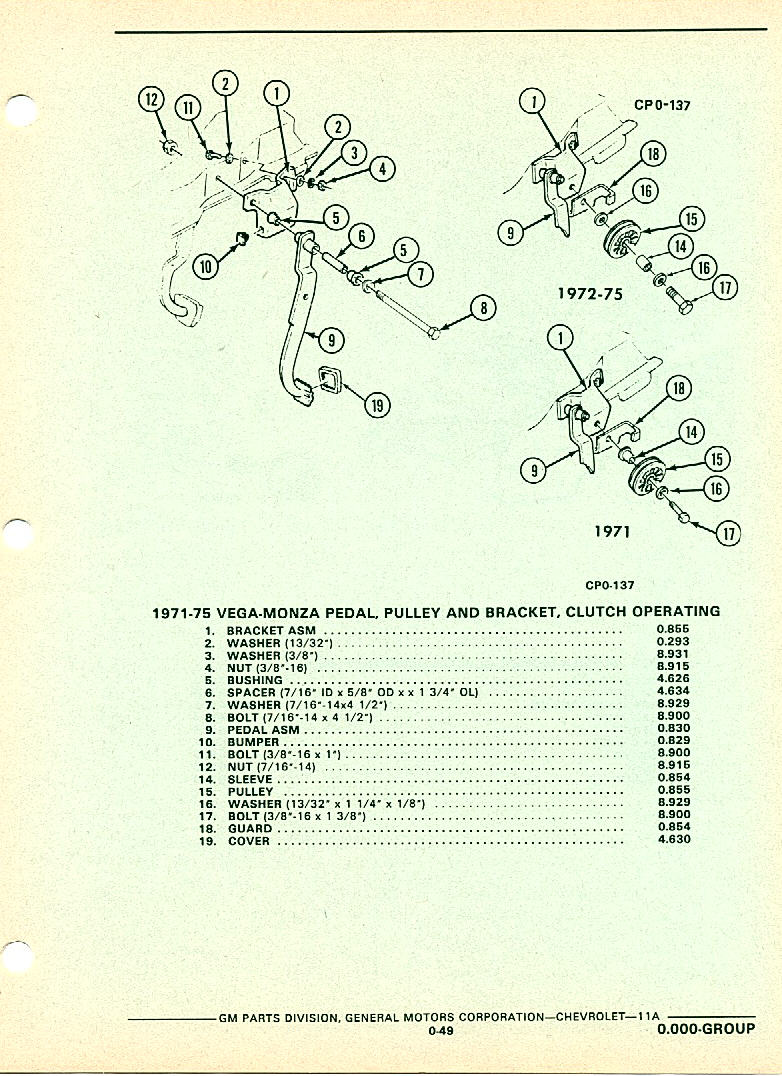 12
11
2
1
2
3
4
5
6
5
7
8
10
9
19
1
CP0-137
18
16
15
9
14
16
17
1972-75
1
18
14
15
9
16
17
1971
CP0-137
1971-75 VEGA-MONZA PEDAL, PULLEY AND BRACKET, CLUTCH OPERATING
1. BRACKET ASM 0.855
2. WASHER (13/32") 0.293
3. WASHER (3/8") 8.931
4. NUT (3/8"-16) 8.915
5. BUSHING 4.626
6. SPACER (7/16" ID x 5/8" OD x x 1 3/4" OL) 4.634
7. WASHER (7/16"-14x4 1/2") 8.929
8. BOLT (7/16"-14 x 4 1/2") 8.900
9. PEDAL ASM 0.830
10. BUMPER 0.829
11. BOLT (3/8"-16 x 1") 8.900
12. NUT (7/16"-14) 8.915
14. SLEEVE 0.854
15. PULLEY 0.855
16. WASHER (13/32" x 1 1/4" x 1/8") 8.929
17. BOLT (3/8"-16 x 1 3/8") 8.900
18. GUARD 0.854
19. COVER 4.630
GM PARTS DIVISION, GENERAL MOTORS CORPORATION—CHEVROLET—11A
0-49
0.000-GROUP